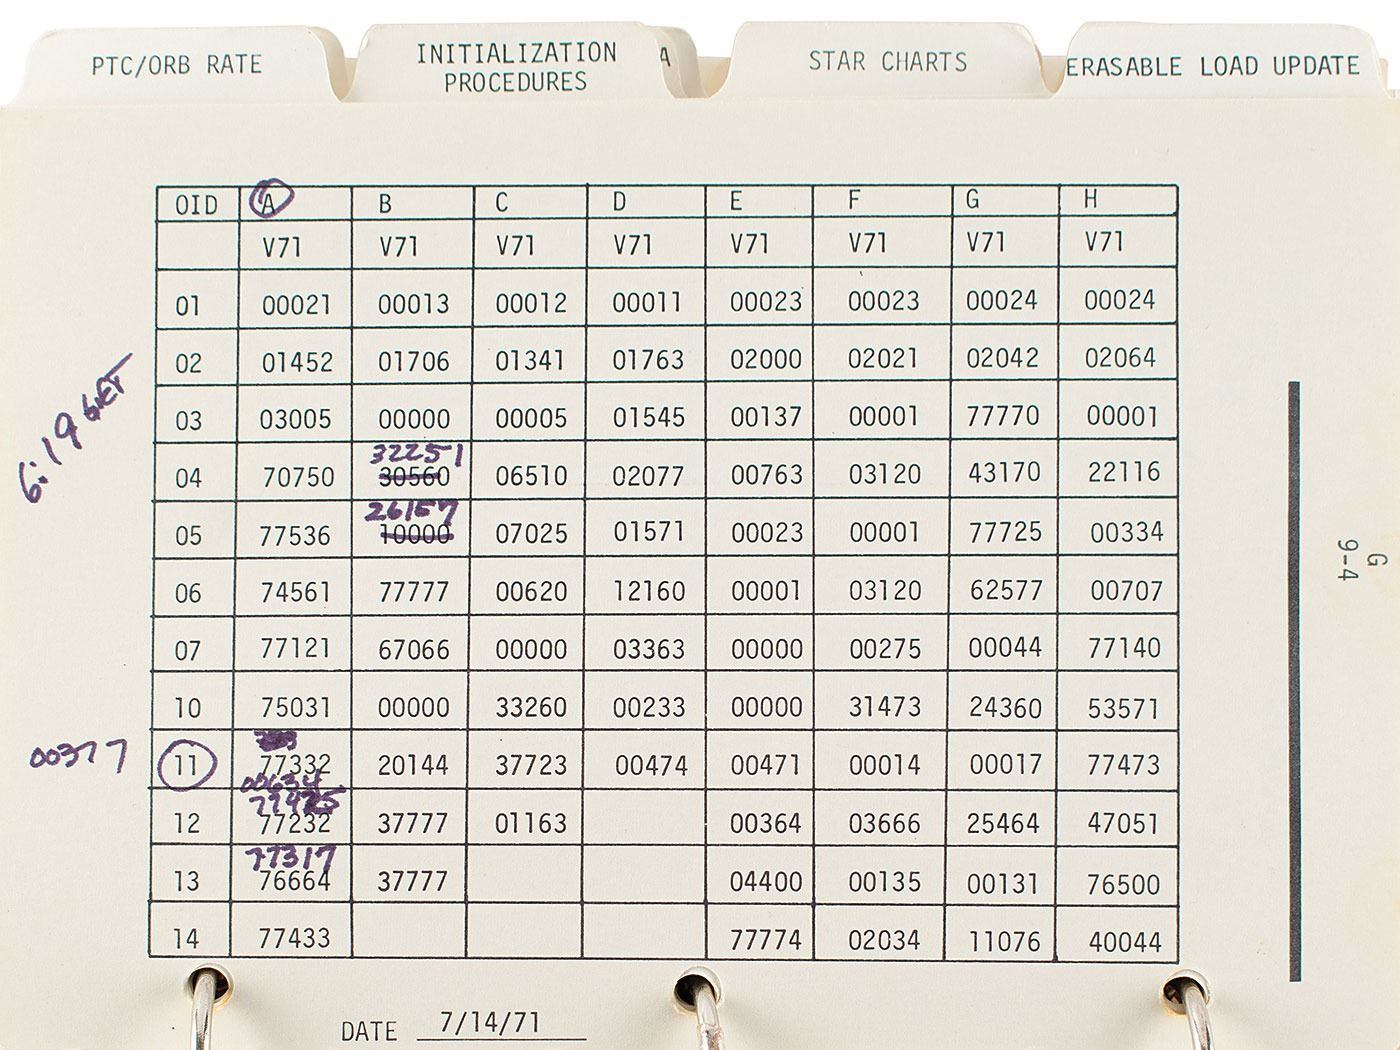 PTC/ORB RATE
INITIALIZATION PROCEDURES
A
STAR CHARTS
ERASABLE LOAD UPDATE
OID A B C D E F G H
V71 V71 V71 V71 V71 V71 V71 V71
01 00021 00013 00012 00011 00023 00023 00024 00024
02 01452 01706 01341 01763 02000 02021 02042 02064
6:19 GET
03 03005 00000 00005 01545 00137 00001 77770 00001
32251
04 70750 30560 06510 02077 00763 03120 43170 22116
26157
05 77536 10000 07025 01571 00023 00001 77725 00334
06 74561 77777 00620 12160 00001 03120 62577 00707
07 77121 67066 00000 03363 00000 00275 00044 77140
10 75031 00000 33260 00233 00000 31473 24360 53571
00377
11 77332 20144 37723 00474 00471 00014 00017 77473
00634
12 77232 37777 01163 00364 03666 25464 47051
77317
13 76664 37777 04400 00135 00131 76500
14 77433 77774 02034 11076 40044
G
9-4
DATE 7/14/71